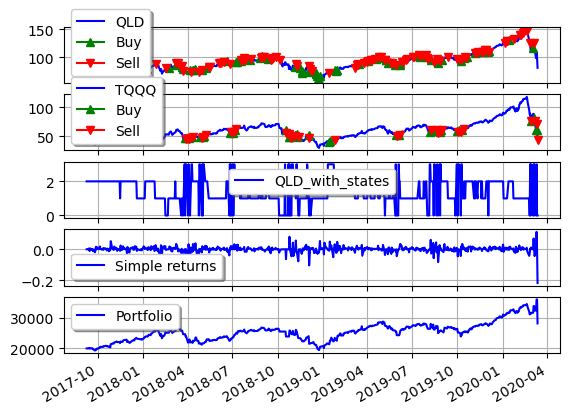 QLD
Buy
Sell
150
100
TQQQ
Buy
Sell
100
50
QLD_with_states
2
0
Simple returns
0.0
−0.2
Portfolio
30000
20000
2017-10
2018-01
2018-04
2018-07
2018-10
2019-01
2019-04
2019-07
2019-10
2020-01
2020-04